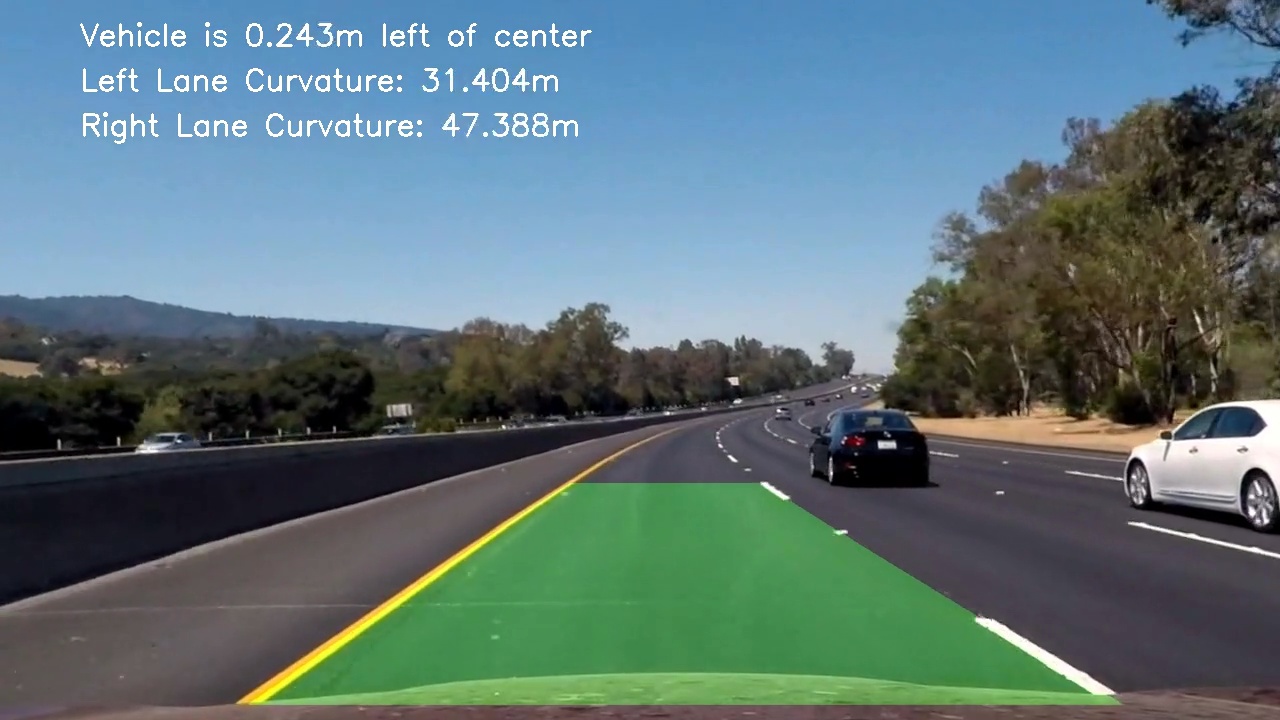 Vehicle is 0.243m left of center
Left Lane Curvature: 31.404m
Right Lane Curvature: 47.388m